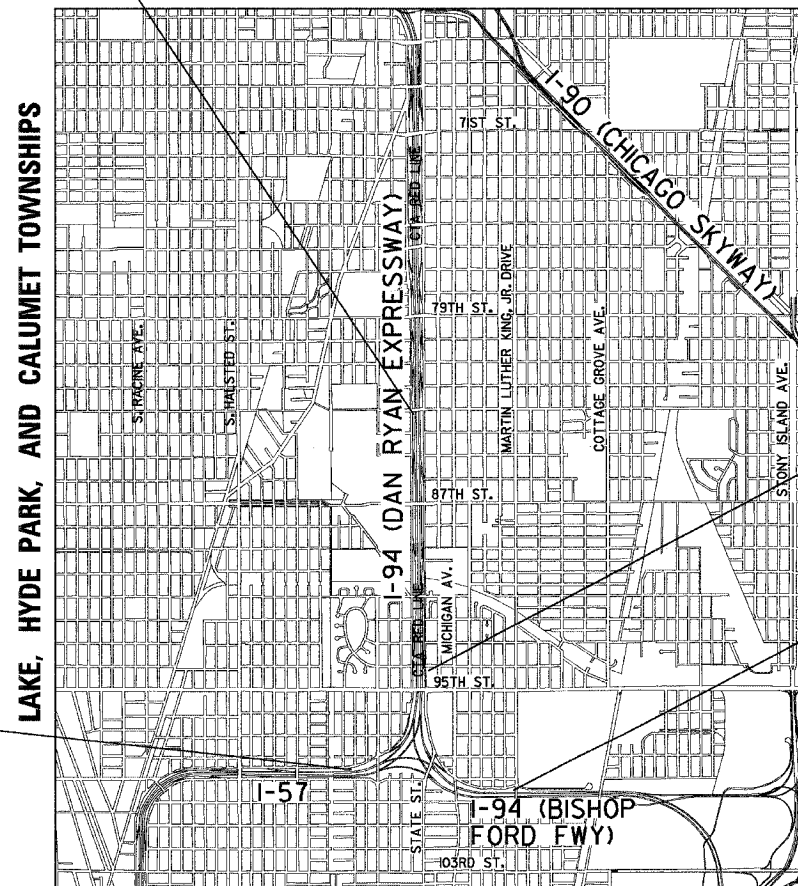 LAKE, HYDE PARK, AND CALUMET TOWNSHIPS
I-90 (CHICAGO SKYWAY)
71ST ST.
CTA RED LINE
I-94 (DAN RYAN EXPRESSWAY)
MARTIN LUTHER KING, JR. DRIVE
79TH ST.
COTTAGE GROVE AVE.
S. RACINE AVE.
S. HALSTED ST.
STONY ISLAND AVE.
87TH ST.
CTA RED LINE
MICHIGAN AV.
95TH ST.
I-57
STATE ST.
I-94 (BISHOP
FORD FWY)
103RD ST.